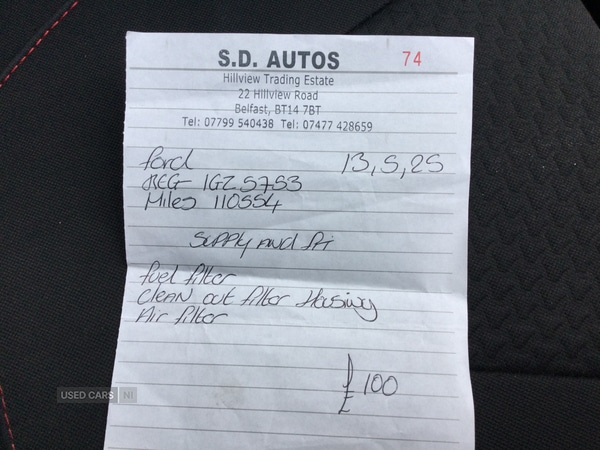 S.D. AUTOS 74
Hillview Trading Estate
22 Hillview Road
Belfast, BT14 7BT
Tel: 07799 540438 Tel: 07477 428659
Ford 13,5,25
REG IGZ 5753
Miles 110554
Supply and fit
fuel filter
Clean out filter Housing
Air filter
£100
USED CARS NI